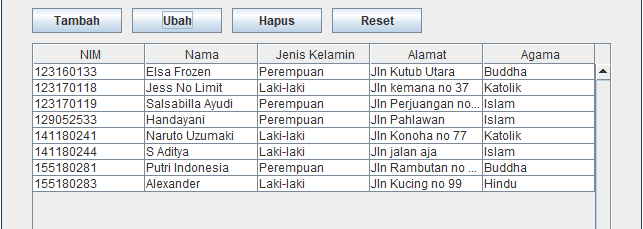 Tambah Ubah Hapus Reset
NIM Nama Jenis Kelamin Alamat Agama
123160133 Elsa Frozen Perempuan Jln Kutub Utara Buddha
123170118 Jess No Limit Laki-laki Jln kemana no 37 Katolik
123170119 Salsabilla Ayudi Perempuan Jln Perjuangan no... Islam
129052533 Handayani Perempuan Jln Pahlawan Islam
141180241 Naruto Uzumaki Laki-laki Jln Konoha no 77 Katolik
141180244 S Aditya Laki-laki Jln jalan aja Islam
155180281 Putri Indonesia Perempuan Jln Rambutan no ... Buddha
155180283 Alexander Laki-laki Jln Kucing no 99 Hindu